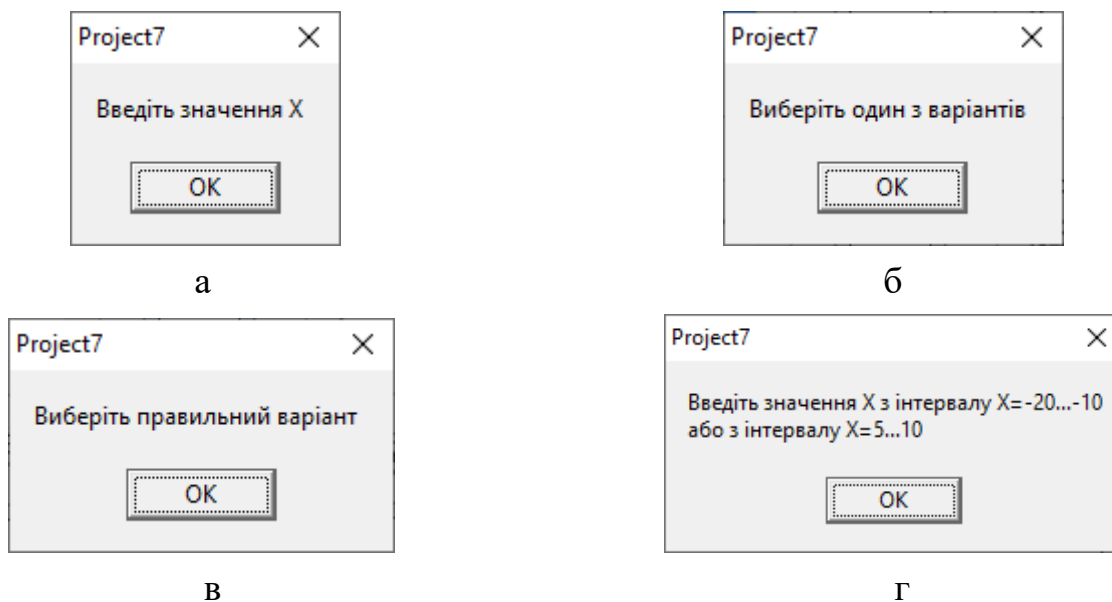 Project7
Введіть значення X
OK
а
Project7
Виберіть один з варіантів
OK
б
Project7
Виберіть правильний варіант
OK
в
Project7
Введіть значення X з інтервалу X=-20...-10
або з інтервалу X=5...10
OK
г